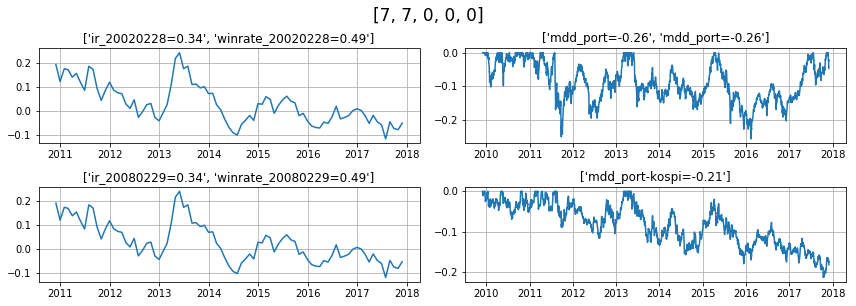 [7, 7, 0, 0, 0]
['ir_20020228=0.34', 'winrate_20020228=0.49']
0.2
0.1
0.0
−0.1
2011 2012 2013 2014 2015 2016 2017 2018
['mdd_port=-0.26', 'mdd_port=-0.26']
0.0
−0.1
−0.2
2010 2011 2012 2013 2014 2015 2016 2017 2018
['ir_20080229=0.34', 'winrate_20080229=0.49']
0.2
0.1
0.0
−0.1
2011 2012 2013 2014 2015 2016 2017 2018
['mdd_port-kospi=-0.21']
0.0
−0.1
−0.2
2010 2011 2012 2013 2014 2015 2016 2017 2018